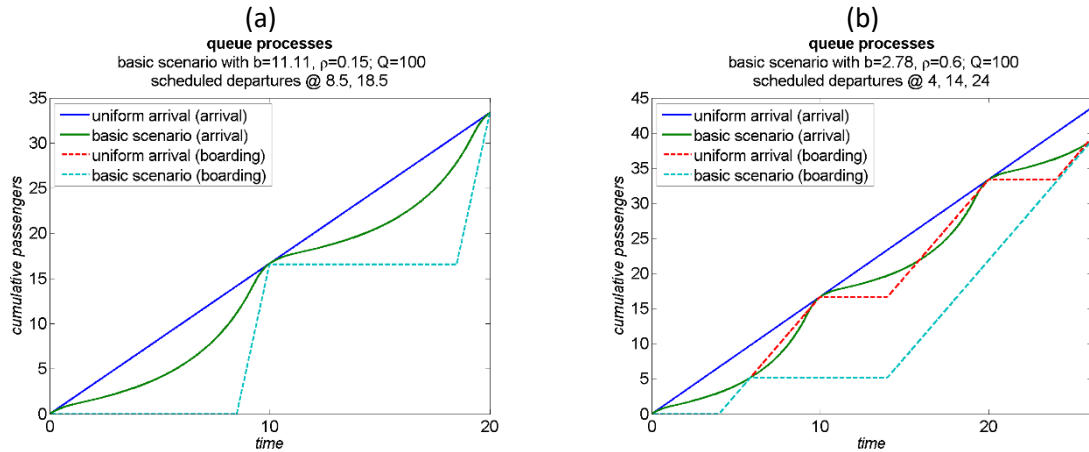 (a)
queue processes
basic scenario with b=11.11, ρ=0.15; Q=100
scheduled departures @ 8.5, 18.5
35
30
25
20
15
10
5
0
cumulative passengers
uniform arrival (arrival)
basic scenario (arrival)
uniform arrival (boarding)
basic scenario (boarding)
0
10
20
time
(b)
queue processes
basic scenario with b=2.78, ρ=0.6; Q=100
scheduled departures @ 4, 14, 24
45
40
35
30
25
20
15
10
5
0
cumulative passengers
uniform arrival (arrival)
basic scenario (arrival)
uniform arrival (boarding)
basic scenario (boarding)
0
10
20
time